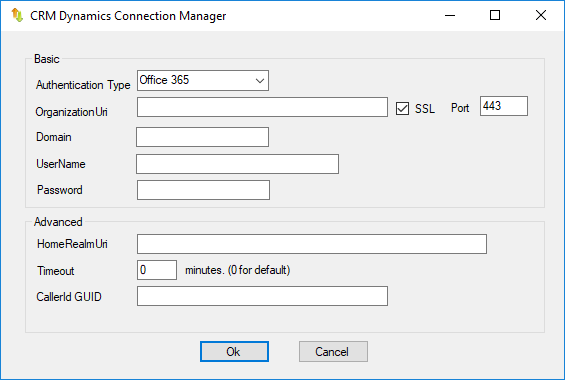 CRM Dynamics Connection Manager
Basic
Authentication Type Office 365
OrganizationUri SSL Port 443
Domain
UserName
Password
Advanced
HomeRealmUri
Timeout 0 minutes. (0 for default)
CallerId GUID
Ok Cancel